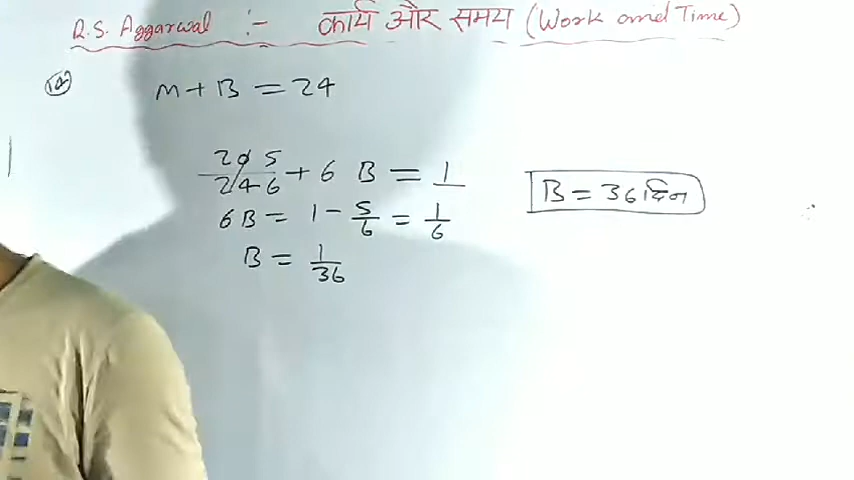 R.S. Aggarwal :- कार्य और समय (Work and Time)
M + B = 24
20/24 5/6 + 6 B = 1
6B = 1 - 5/6 = 1/6
B = 1/36
B = 36 दिन